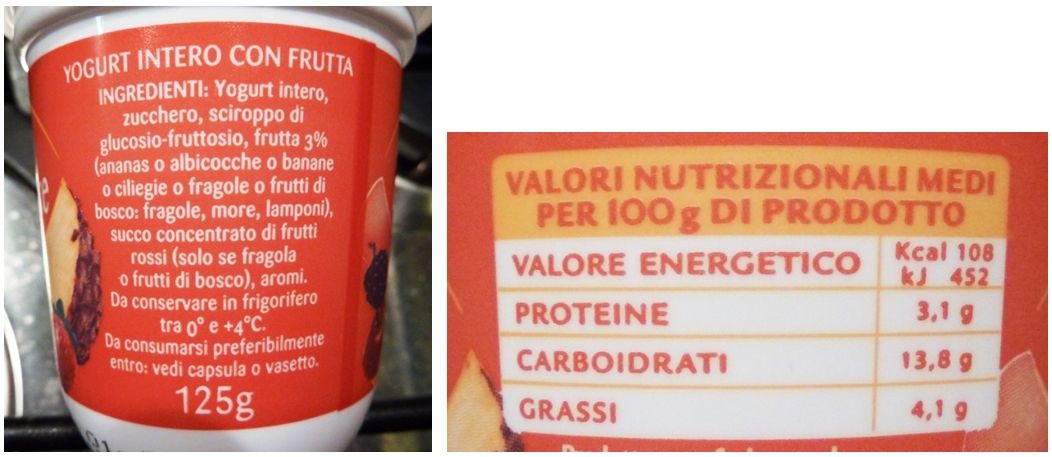 YOGURT INTERO CON FRUTTA
INGREDIENTI: Yogurt intero,
zucchero, sciroppo di
glucosio-fruttosio, frutta 3%
(ananas o albicocche o banane
o ciliegie o fragole o frutti di
bosco: fragole, more, lamponi),
succo concentrato di frutti
rossi (solo se fragola
o frutti di bosco), aromi.
Da conservare in frigorifero
tra 0° e +4°C.
Da consumarsi preferibilmente
entro: vedi capsula o vasetto.
125g
VALORI NUTRIZIONALI MEDI
PER 100g DI PRODOTTO
VALORE ENERGETICO Kcal 108
kJ 452
PROTEINE 3,1 g
CARBOIDRATI 13,8 g
GRASSI 4,1 g